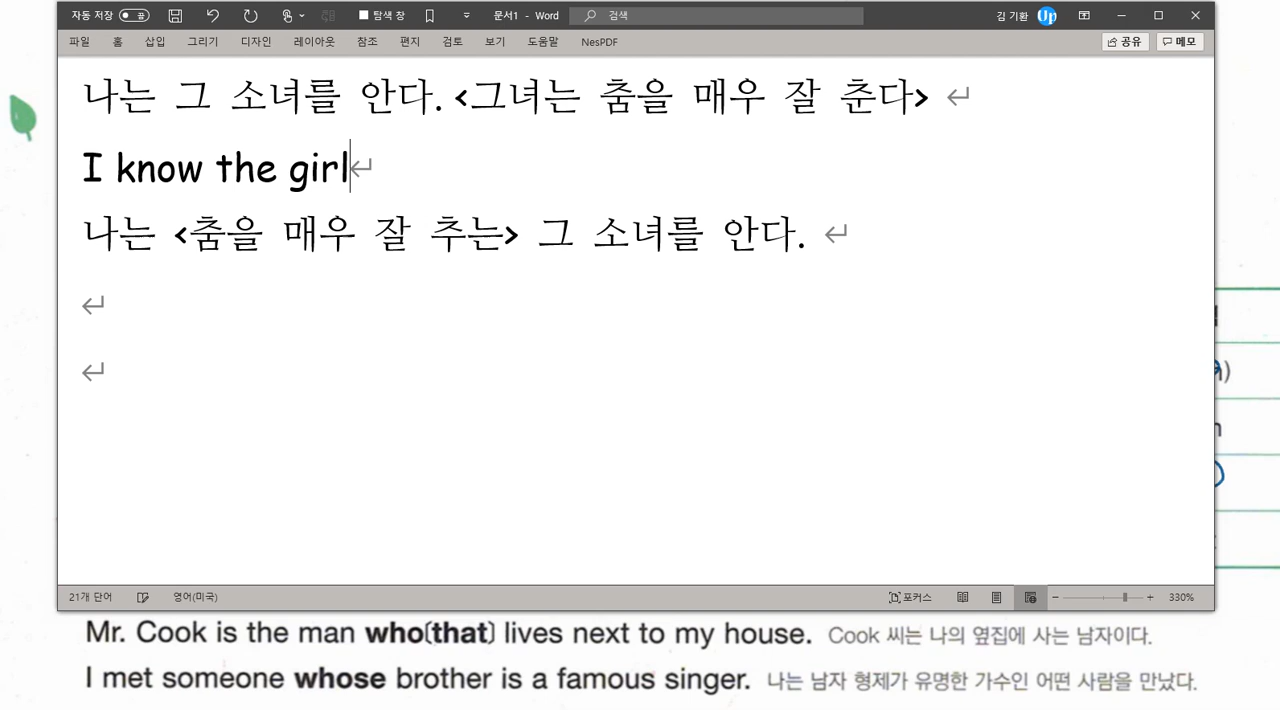 자동 저장 끔 탐색 창 문서1 - Word 검색 김 기환 Up
파일 홈 삽입 그리기 디자인 레이아웃 참조 편지 검토 보기 도움말 NesPDF 공유 메모
나는 그 소녀를 안다. <그녀는 춤을 매우 잘 춘다>
I know the girl
나는 <춤을 매우 잘 추는> 그 소녀를 안다.
21개 단어 영어(미국) 포커스 330%
Mr. Cook is the man who(that) lives next to my house. Cook 씨는 나의 옆집에 사는 남자이다.
I met someone whose brother is a famous singer. 나는 남자 형제가 유명한 가수인 어떤 사람을 만났다.